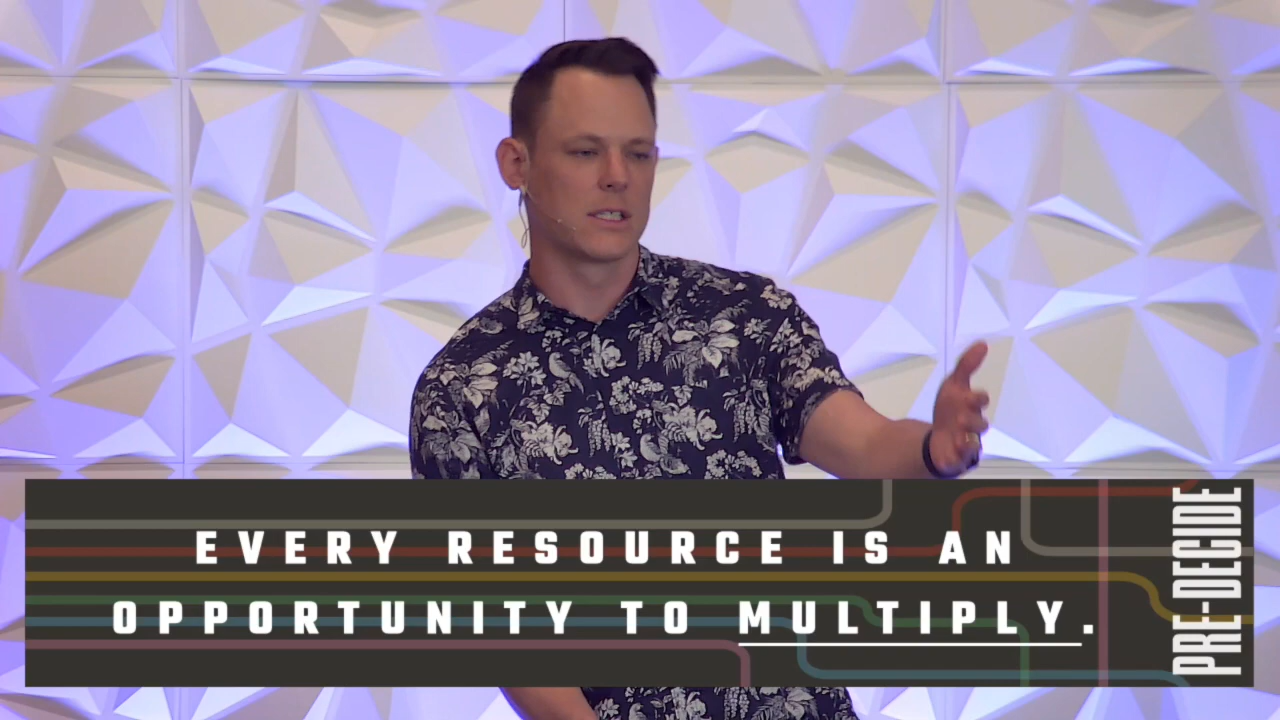 EVERY RESOURCE IS AN
OPPORTUNITY TO MULTIPLY.
PRE-DECIDE